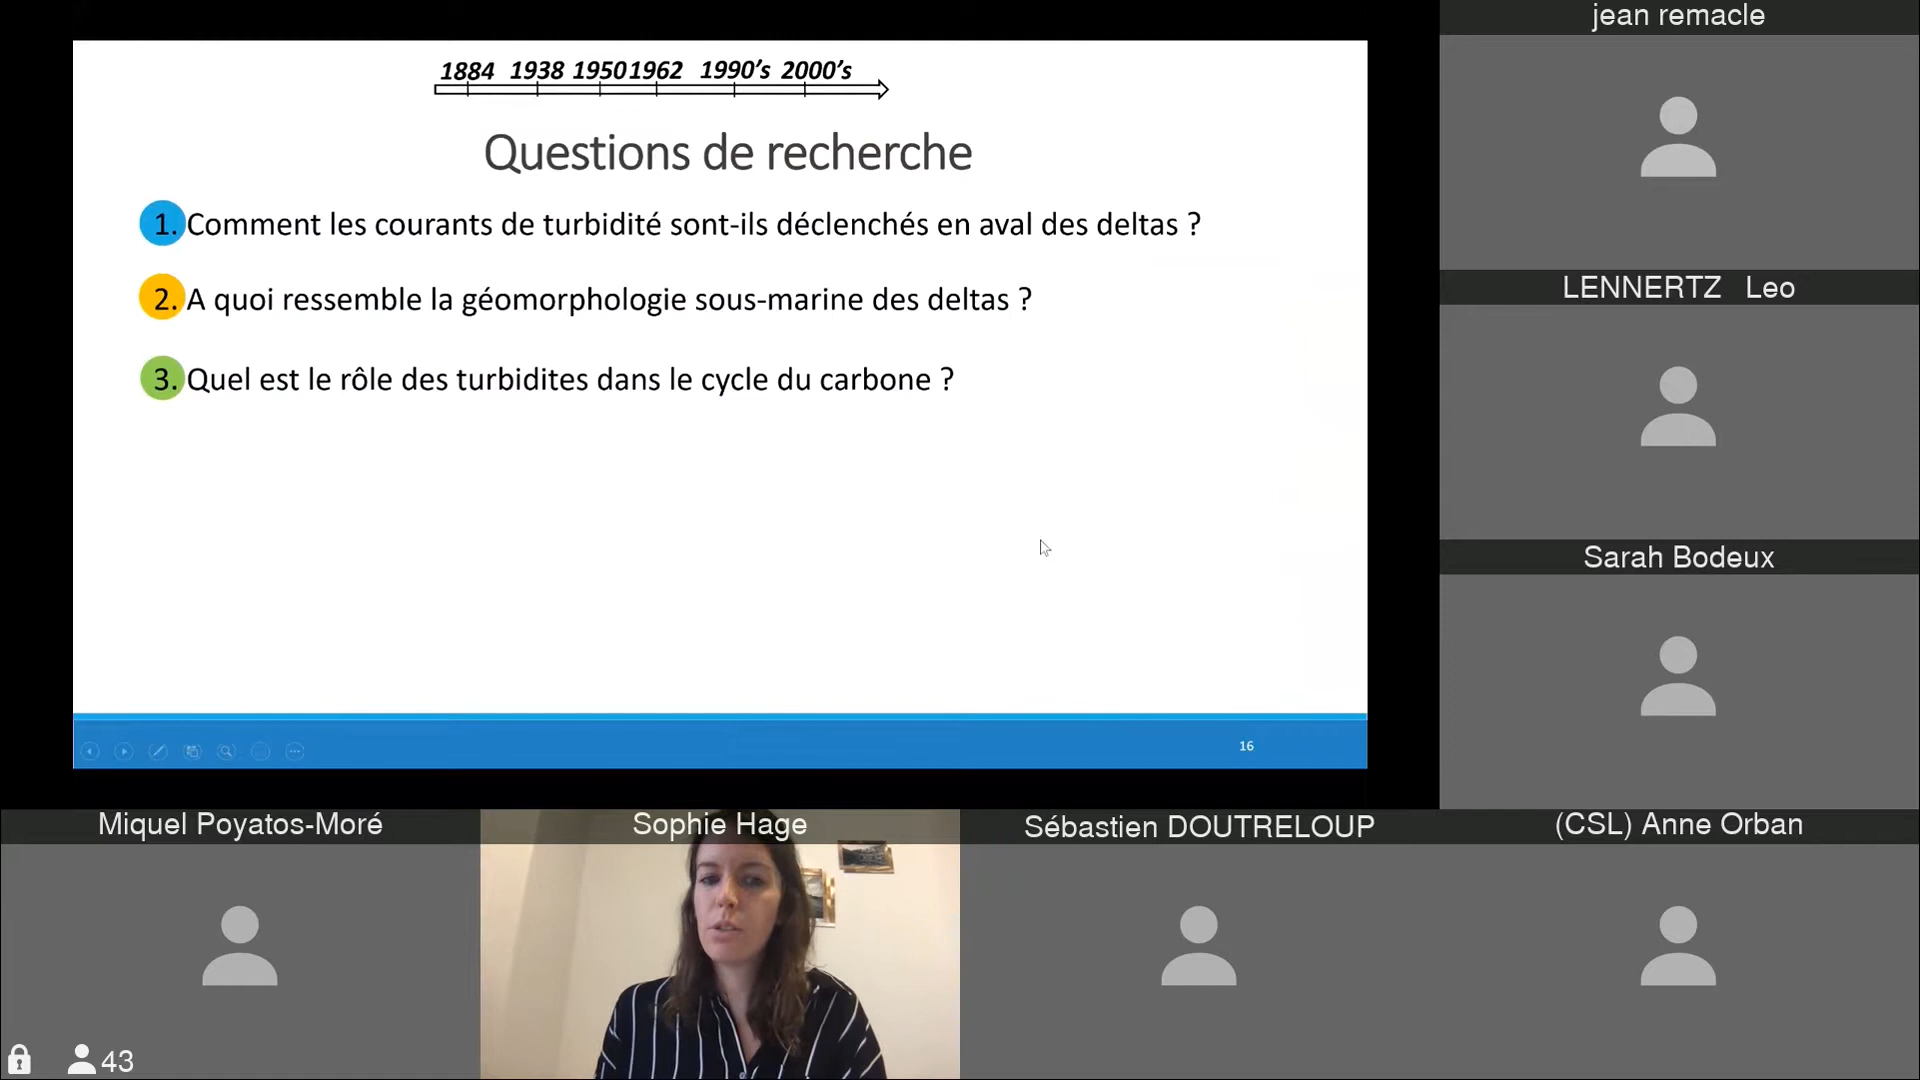 jean remacle
1884 1938 1950 1962 1990's 2000's
Questions de recherche
1. Comment les courants de turbidité sont-ils déclenchés en aval des deltas ?
2. A quoi ressemble la géomorphologie sous-marine des deltas ?
3. Quel est le rôle des turbidites dans le cycle du carbone ?
LENNERTZ Leo
Sarah Bodeux
16
Miquel Poyatos-Moré
Sophie Hage
Sébastien DOUTRELOUP
(CSL) Anne Orban
43